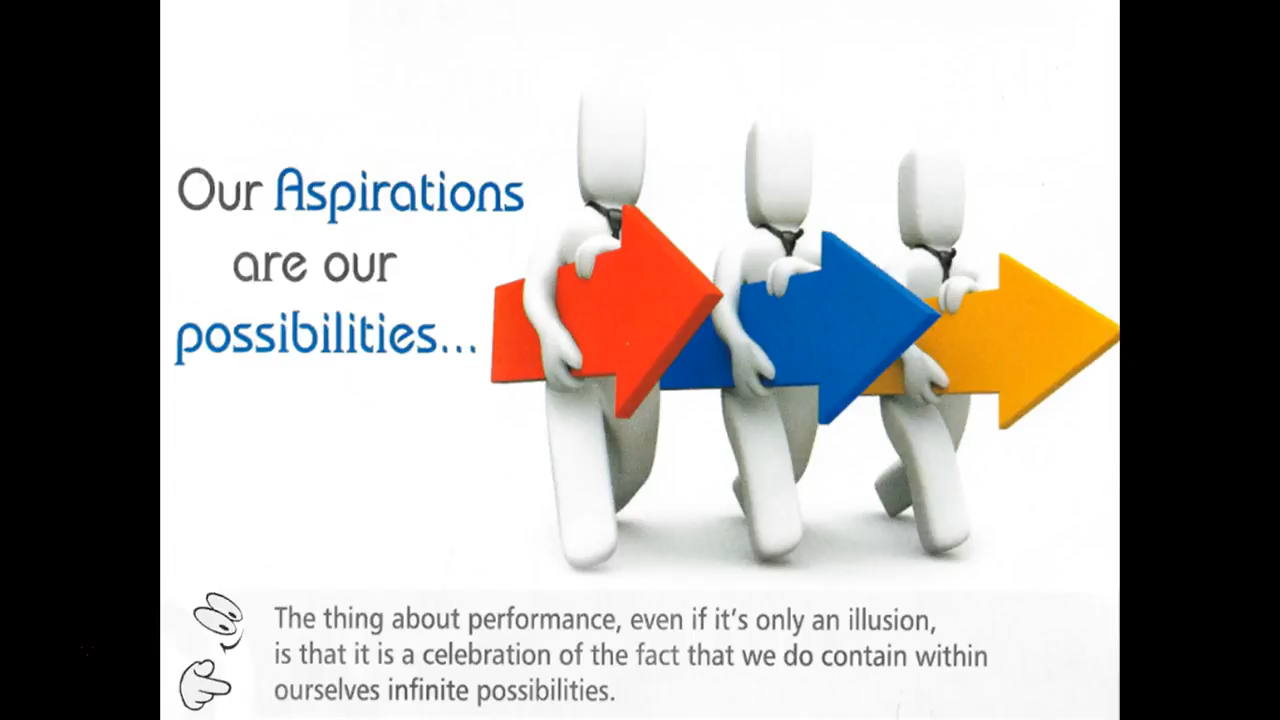 Our Aspirations
are our
possibilities...
The thing about performance, even if it's only an illusion,
is that it is a celebration of the fact that we do contain within
ourselves infinite possibilities.